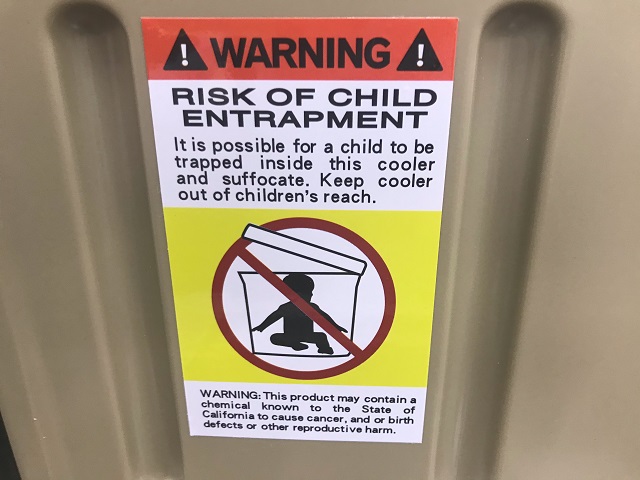 WARNING
RISK OF CHILD
ENTRAPMENT
It is possible for a child to be
trapped inside this cooler
and suffocate. Keep cooler
out of children's reach.
WARNING: This product may contain a
chemical known to the State of
California to cause cancer, and or birth
defects or other reproductive harm.